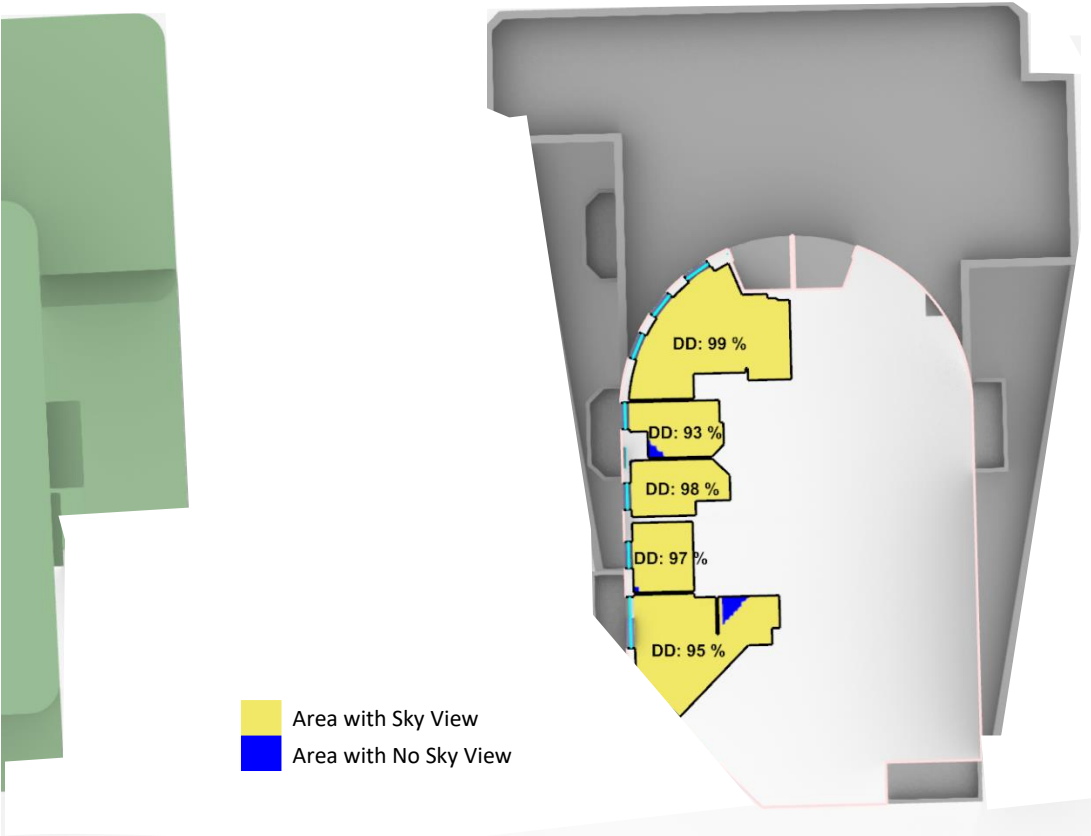 DD: 99 %
DD: 93 %
DD: 98 %
DD: 97 %
DD: 95 %
Area with Sky View
Area with No Sky View